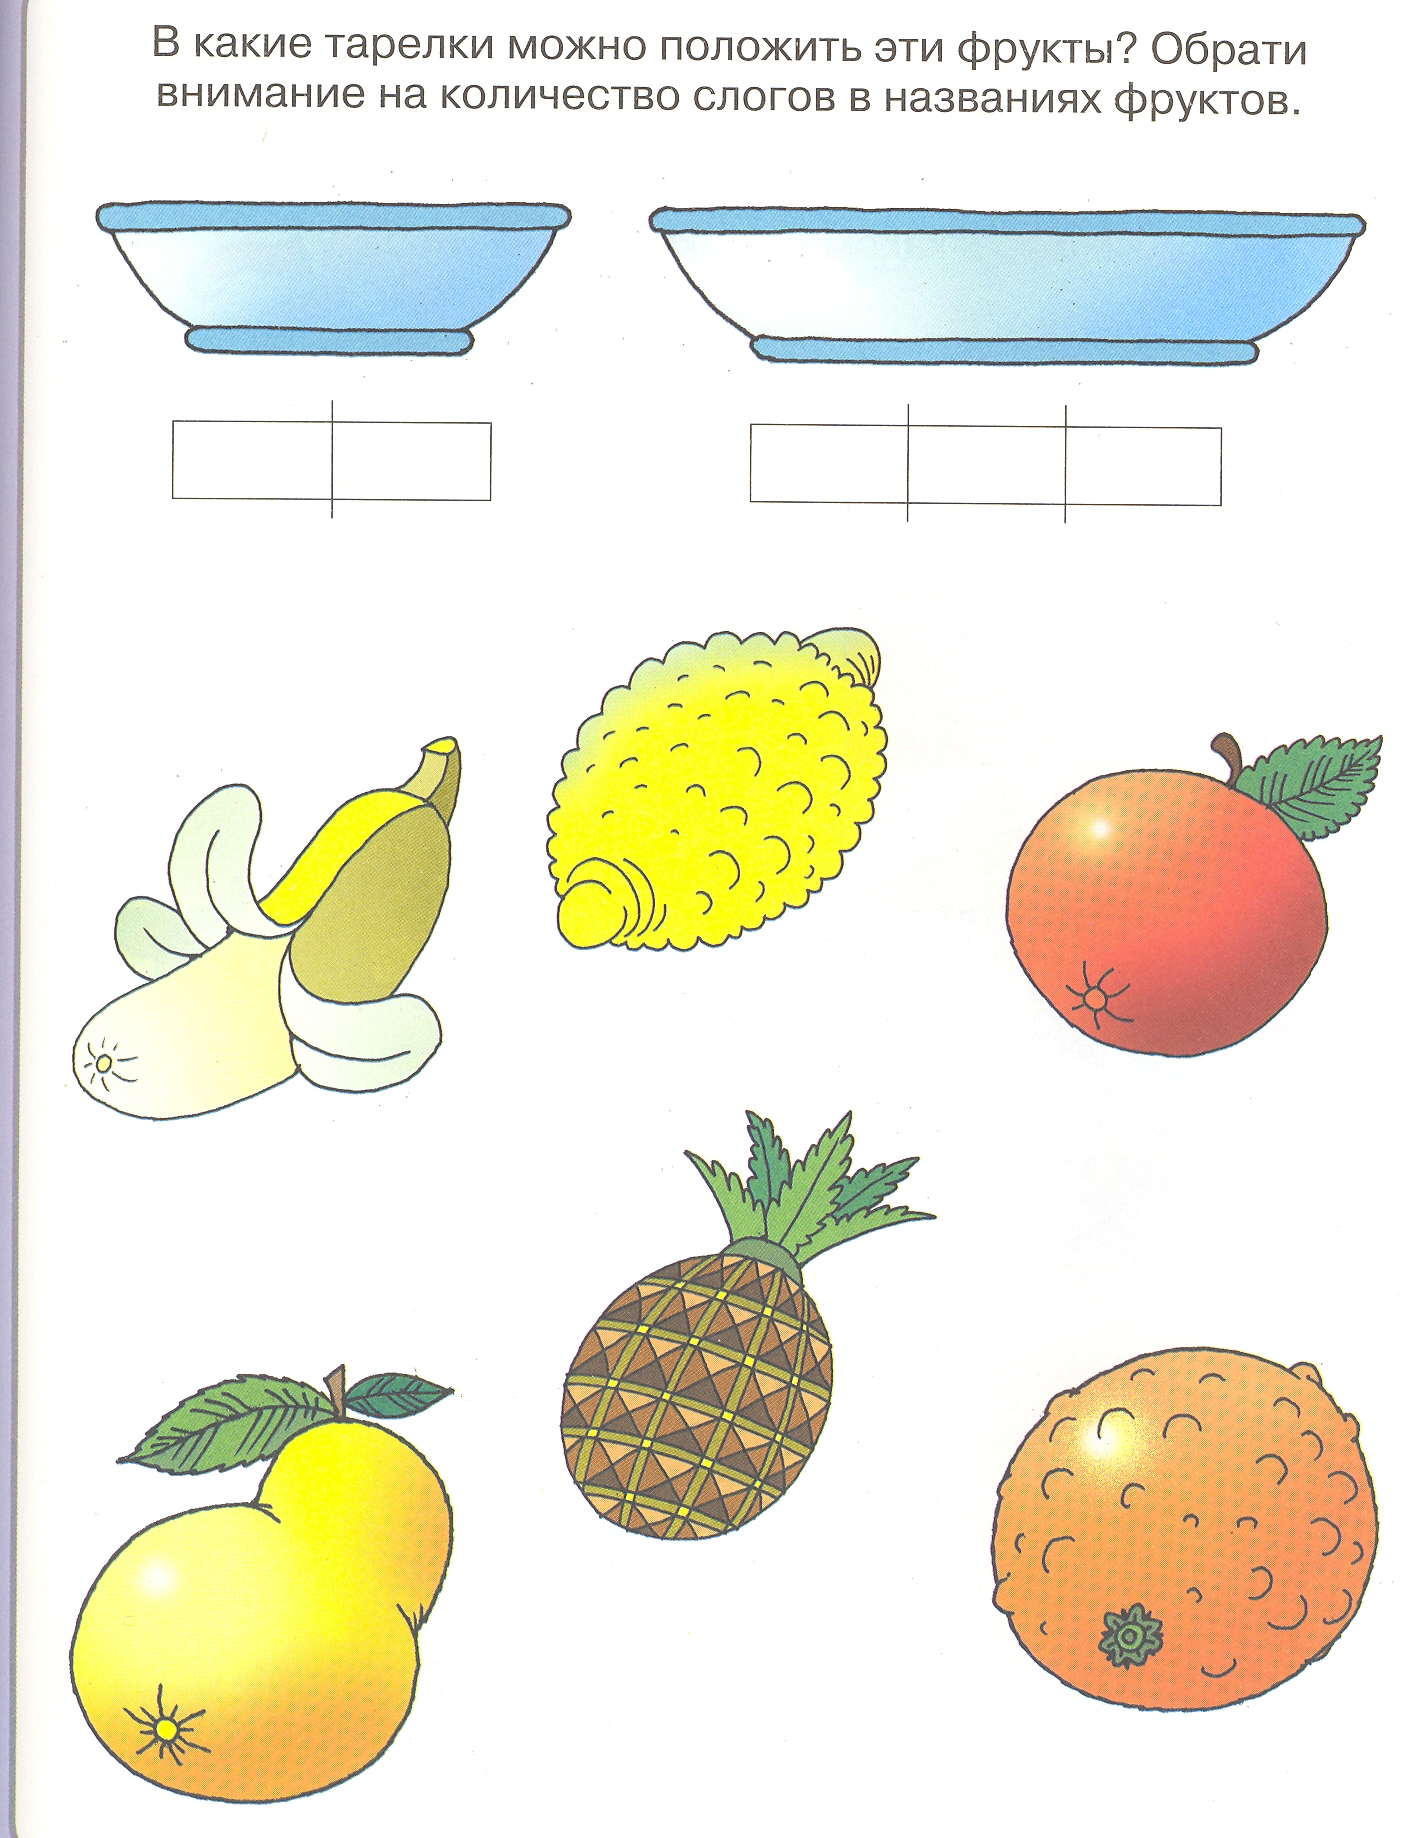 В какие тарелки можно положить эти фрукты? Обрати
внимание на количество слогов в названиях фруктов.